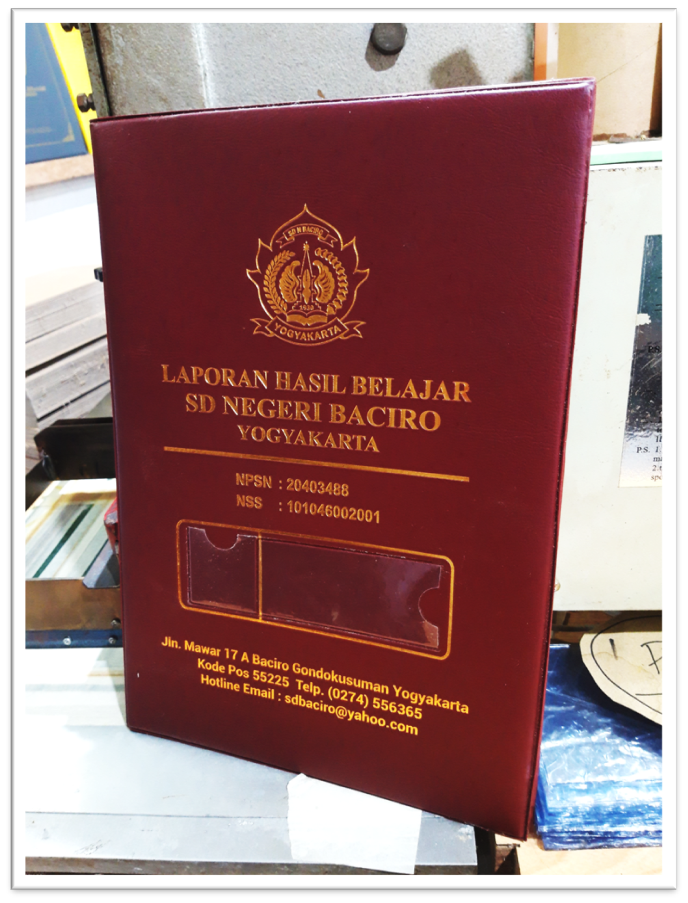 SD N BACIRO
YOGYAKARTA
LAPORAN HASIL BELAJAR
SD NEGERI BACIRO
YOGYAKARTA
NPSN : 20403488
NSS : 101046002001
Jln. Mawar 17 A Baciro Gondokusuman Yogyakarta
Kode Pos 55225 Telp. (0274) 556365
Hotline Email : sdbaciro@yahoo.com
P.S. 1